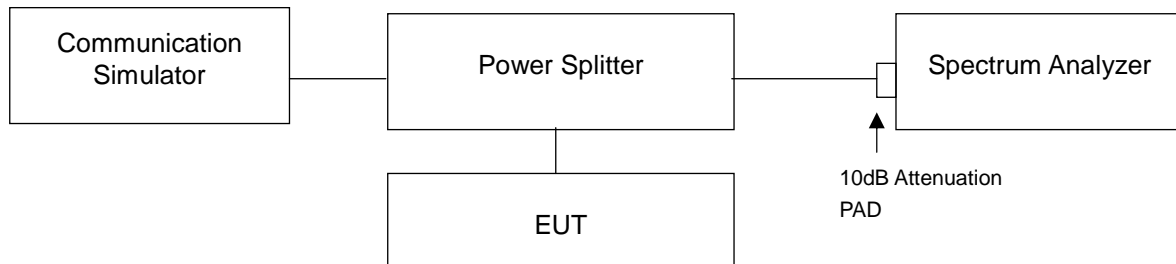 Communication
Simulator
Power Splitter
Spectrum Analyzer
10dB Attenuation
PAD
EUT